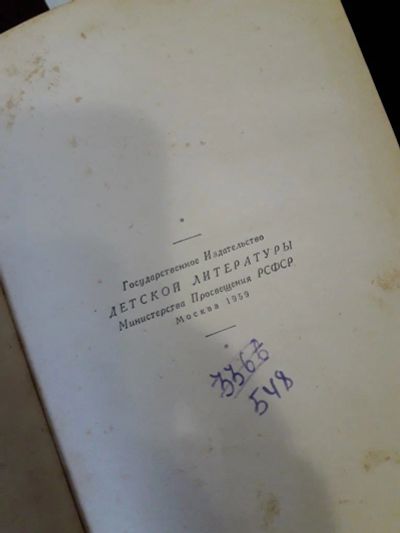 Государственное Издательство
ДЕТСКОЙ ЛИТЕРАТУРЫ
Министерства Просвещения РСФСР
Москва 1959
548